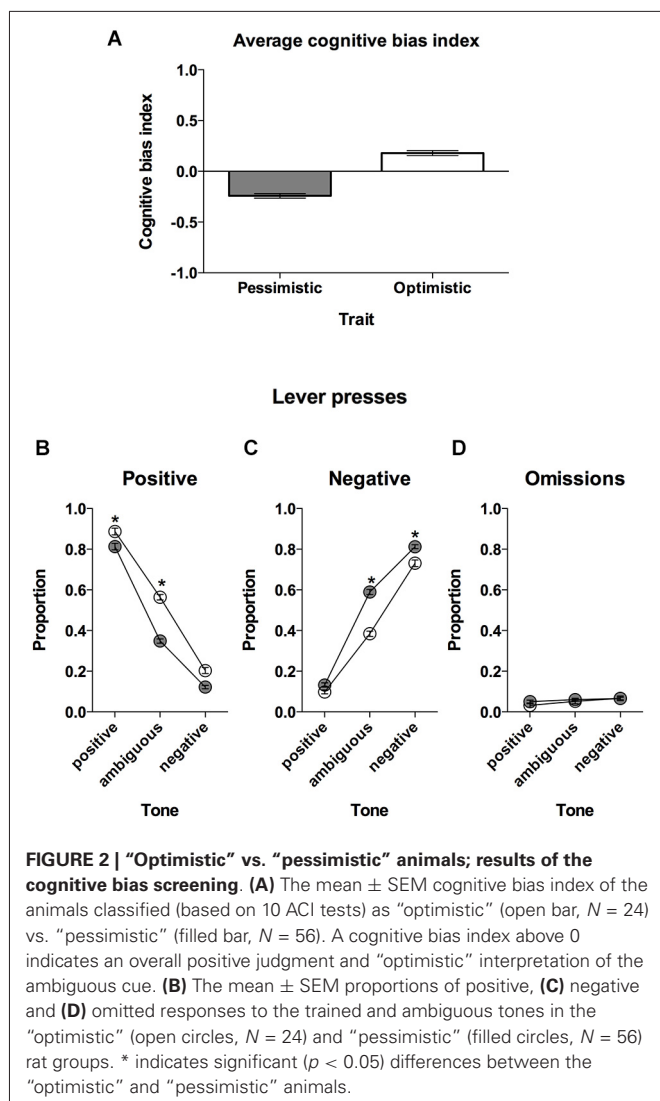 A
Average cognitive bias index
Cognitive bias index
1.0
0.5
0.0
-0.5
-1.0
Pessimistic
Optimistic
Trait
Lever presses
B
Positive
Proportion
1.0
0.8
0.6
0.4
0.2
0.0
*
*
positive
ambiguous
negative
Tone
C
Negative
Proportion
1.0
0.8
0.6
0.4
0.2
0.0
*
*
positive
ambiguous
negative
Tone
D
Omissions
Proportion
1.0
0.8
0.6
0.4
0.2
0.0
positive
ambiguous
negative
Tone
FIGURE 2 | “Optimistic” vs. “pessimistic” animals; results of the
cognitive bias screening. (A) The mean ± SEM cognitive bias index of the
animals classified (based on 10 ACI tests) as “optimistic” (open bar, N = 24)
vs. “pessimistic” (filled bar, N = 56). A cognitive bias index above 0
indicates an overall positive judgment and “optimistic” interpretation of the
ambiguous cue. (B) The mean ± SEM proportions of positive, (C) negative
and (D) omitted responses to the trained and ambiguous tones in the
“optimistic” (open circles, N = 24) and “pessimistic” (filled circles, N = 56)
rat groups. * indicates significant (p < 0.05) differences between the
“optimistic” and “pessimistic” animals.